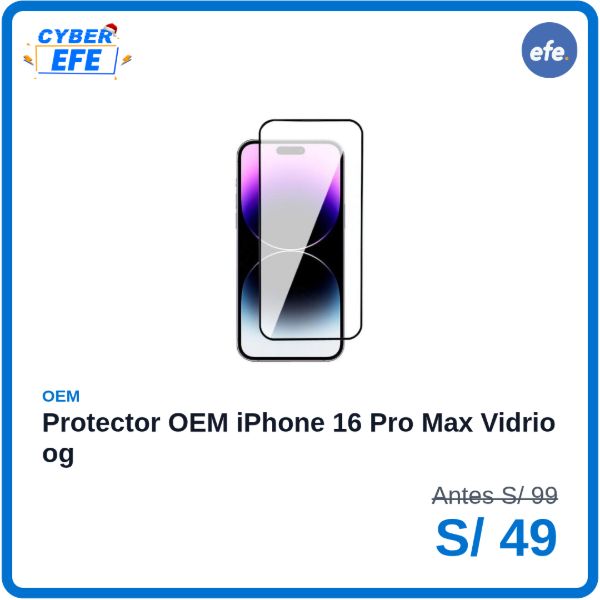 CYBER
EFE
efe.
OEM
Protector OEM iPhone 16 Pro Max Vidrio
og
Antes S/ 99
S/ 49